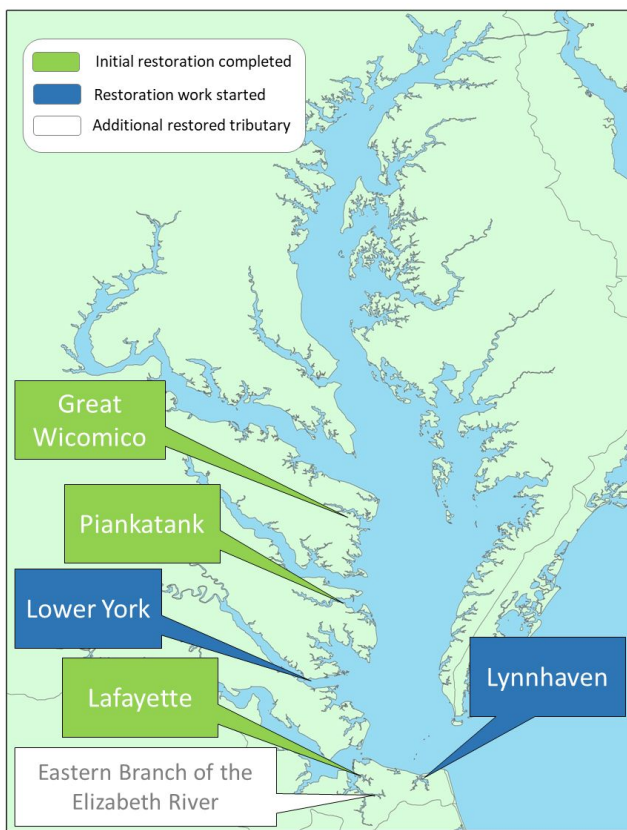 Initial restoration completed
Restoration work started
Additional restored tributary
Great
Wicomico
Piankatank
Lower York
Lafayette
Lynnhaven
Eastern Branch of the
Elizabeth River